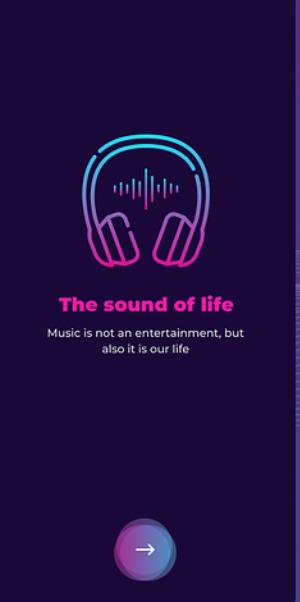 The sound of life
Music is not an entertainment, but
also it is our life